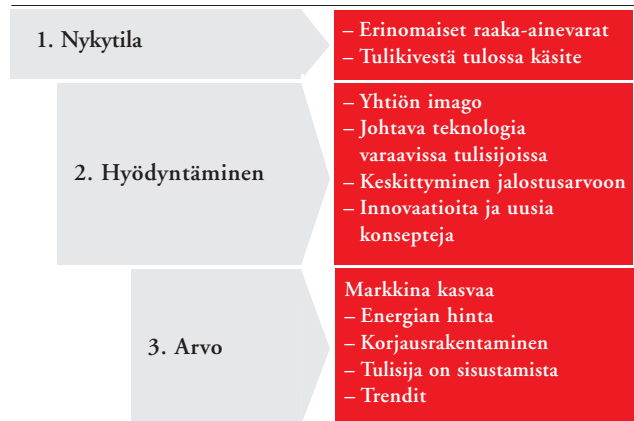 1. Nykytila
– Erinomaiset raaka-ainevarat
– Tulikivestä tulossa käsite
2. Hyödyntäminen
– Yhtiön imago
– Johtava teknologia
varaavissa tulisijoissa
– Keskittyminen jalostusarvoon
– Innovaatioita ja uusia
konsepteja
3. Arvo
Markkina kasvaa
– Energian hinta
– Korjausrakentaminen
– Tulisija on sisustamista
– Trendit